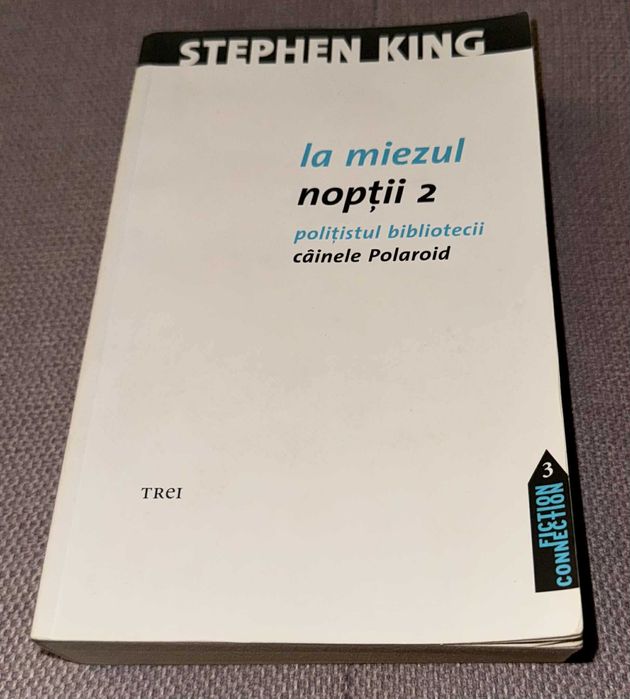 STEPHEN KING
la miezul
nopții 2
polițistul bibliotecii
câinele Polaroid
TREI
3
FICTION
CONNECTION